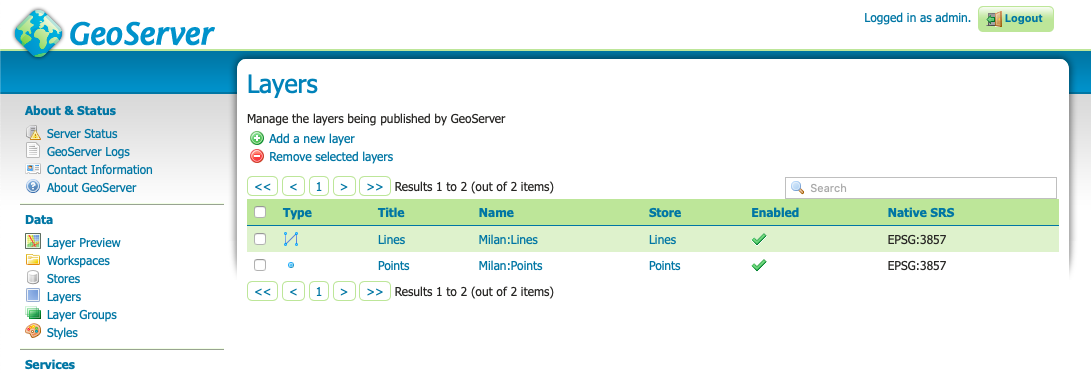 GeoServer
Logged in as admin. Logout
About & Status
Server Status
GeoServer Logs
Contact Information
About GeoServer
Data
Layer Preview
Workspaces
Stores
Layers
Layer Groups
Styles
Services
Layers
Manage the layers being published by GeoServer
Add a new layer
Remove selected layers
<< < 1 > >> Results 1 to 2 (out of 2 items) Search
Type Title Name Store Enabled Native SRS
Lines Milan:Lines Lines EPSG:3857
Points Milan:Points Points EPSG:3857
<< < 1 > >> Results 1 to 2 (out of 2 items)